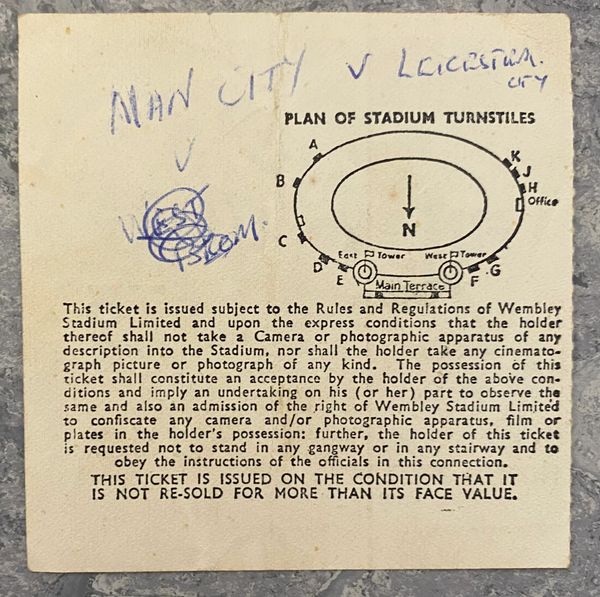 MAN CITY V LEICESTER.
CITY
V
WEST
BROM.
PLAN OF STADIUM TURNSTILES
A
K
J
B
H
Office
N
C
East Tower
West Tower
D
G
E
F
Main Terrace
This ticket is issued subject to the Rules and Regulations of Wembley
Stadium Limited and upon the express conditions that the holder
thereof shall not take a Camera or photographic apparatus of any
description into the Stadium, nor shall the holder take any cinemato-
graph picture or photograph of any kind. The possession of this
ticket shall constitute an acceptance by the holder of the above con-
ditions and imply an undertaking on his (or her) part to observe the
same and also an admission of the right of Wembley Stadium Limited
to confiscate any camera and/or photographic apparatus, film or
plates in the holder's possession: further, the holder of this ticket
is requested not to stand in any gangway or in any stairway and to
obey the instructions of the officials in this connection.
THIS TICKET IS ISSUED ON THE CONDITION THAT IT
IS NOT RE-SOLD FOR MORE THAN ITS FACE VALUE.